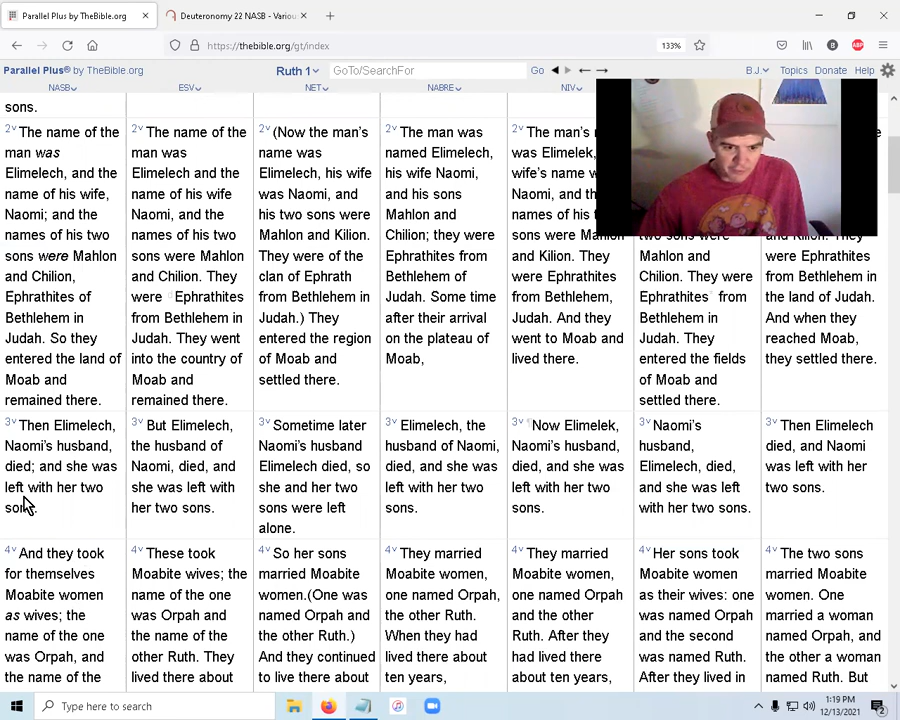 Parallel Plus by TheBible.org
Deuteronomy 22 NASB - Variou
https://thebible.org/gt/index
133%
Parallel Plus® by TheBible.org
Ruth 1
GoTo/SearchFor
Go
B.J.
Topics
Donate
Help
NASB
ESV
NET
NABRE
NIV
sons.
2v The name of the
man was
Elimelech, and the
name of his wife,
Naomi; and the
names of his two
sons were Mahlon
and Chilion,
Ephrathites of
Bethlehem in
Judah. So they
entered the land of
Moab and
remained there.
2v The name of the
man was
Elimelech and the
name of his wife
Naomi, and the
names of his two
sons were Mahlon
and Chilion. They
were Ephrathites
from Bethlehem in
Judah. They went
into the country of
Moab and
remained there.
2v (Now the man's
name was
Elimelech, his wife
was Naomi, and
his two sons were
Mahlon and Kilion.
They were of the
clan of Ephrath
from Bethlehem in
Judah.) They
entered the region
of Moab and
settled there.
2v The man was
named Elimelech,
his wife Naomi,
and his sons
Mahlon and
Chilion; they were
Ephrathites from
Bethlehem of
Judah. Some time
after their arrival
on the plateau of
Moab,
2v The man's
was Elimelek,
wife's name
Naomi, and the
names of his
sons were Mahlon
and Kilion. They
were Ephrathites
from Bethlehem,
Judah. And they
went to Moab and
lived there.
two sons were
Mahlon and
Chilion. They were
Ephrathites from
Bethlehem in
Judah. They
entered the fields
of Moab and
settled there.
and Kilion. They
were Ephrathites
from Bethlehem in
the land of Judah.
And when they
reached Moab,
they settled there.
3v Then Elimelech,
Naomi's husband,
died; and she was
left with her two
sons.
3v But Elimelech,
the husband of
Naomi, died, and
she was left with
her two sons.
3v Sometime later
Naomi's husband
Elimelech died, so
she and her two
sons were left
alone.
3v Elimelech, the
husband of Naomi,
died, and she was
left with her two
sons.
3v Now Elimelek,
Naomi's husband,
died, and she was
left with her two
sons.
3v Naomi's
husband,
Elimelech, died,
and she was left
with her two sons.
3v Then Elimelech
died, and Naomi
was left with her
two sons.
4v And they took
for themselves
Moabite women
as wives; the
name of the one
was Orpah, and
the name of the
4v These took
Moabite wives; the
name of the one
was Orpah and
the name of the
other Ruth. They
lived there about
4v So her sons
married Moabite
women.(One was
named Orpah and
the other Ruth.)
And they continued
to live there about
4v They married
Moabite women,
one named Orpah,
the other Ruth.
When they had
lived there about
ten years,
4v They married
Moabite women,
one named Orpah
and the other
Ruth. After they
had lived there
about ten years,
4v Her sons took
Moabite women
as their wives: one
was named Orpah
and the second
was named Ruth.
After they lived in
4v The two sons
married Moabite
women. One
married a woman
named Orpah, and
the other a woman
named Ruth. But
Type here to search
1:19 PM
12/13/2021